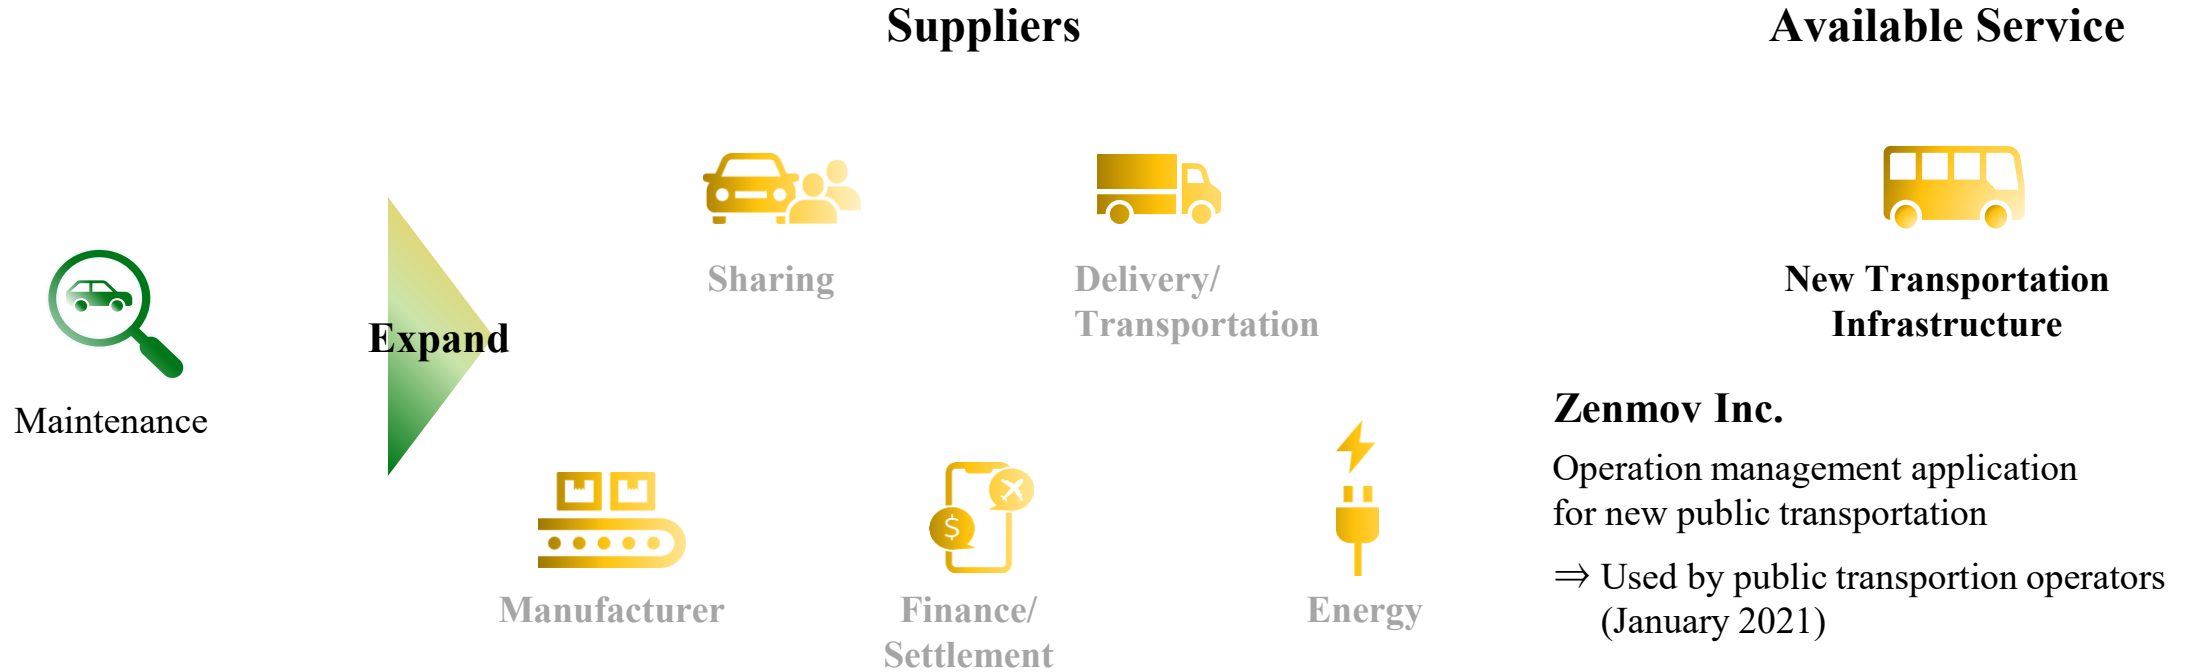 Suppliers
Available Service
Sharing
Delivery/
Transportation
New Transportation
Infrastructure
Expand
Maintenance
Manufacturer
Finance/
Settlement
Energy
Zenmov Inc.
Operation management application
for new public transportation
⇒ Used by public transportion operators
(January 2021)